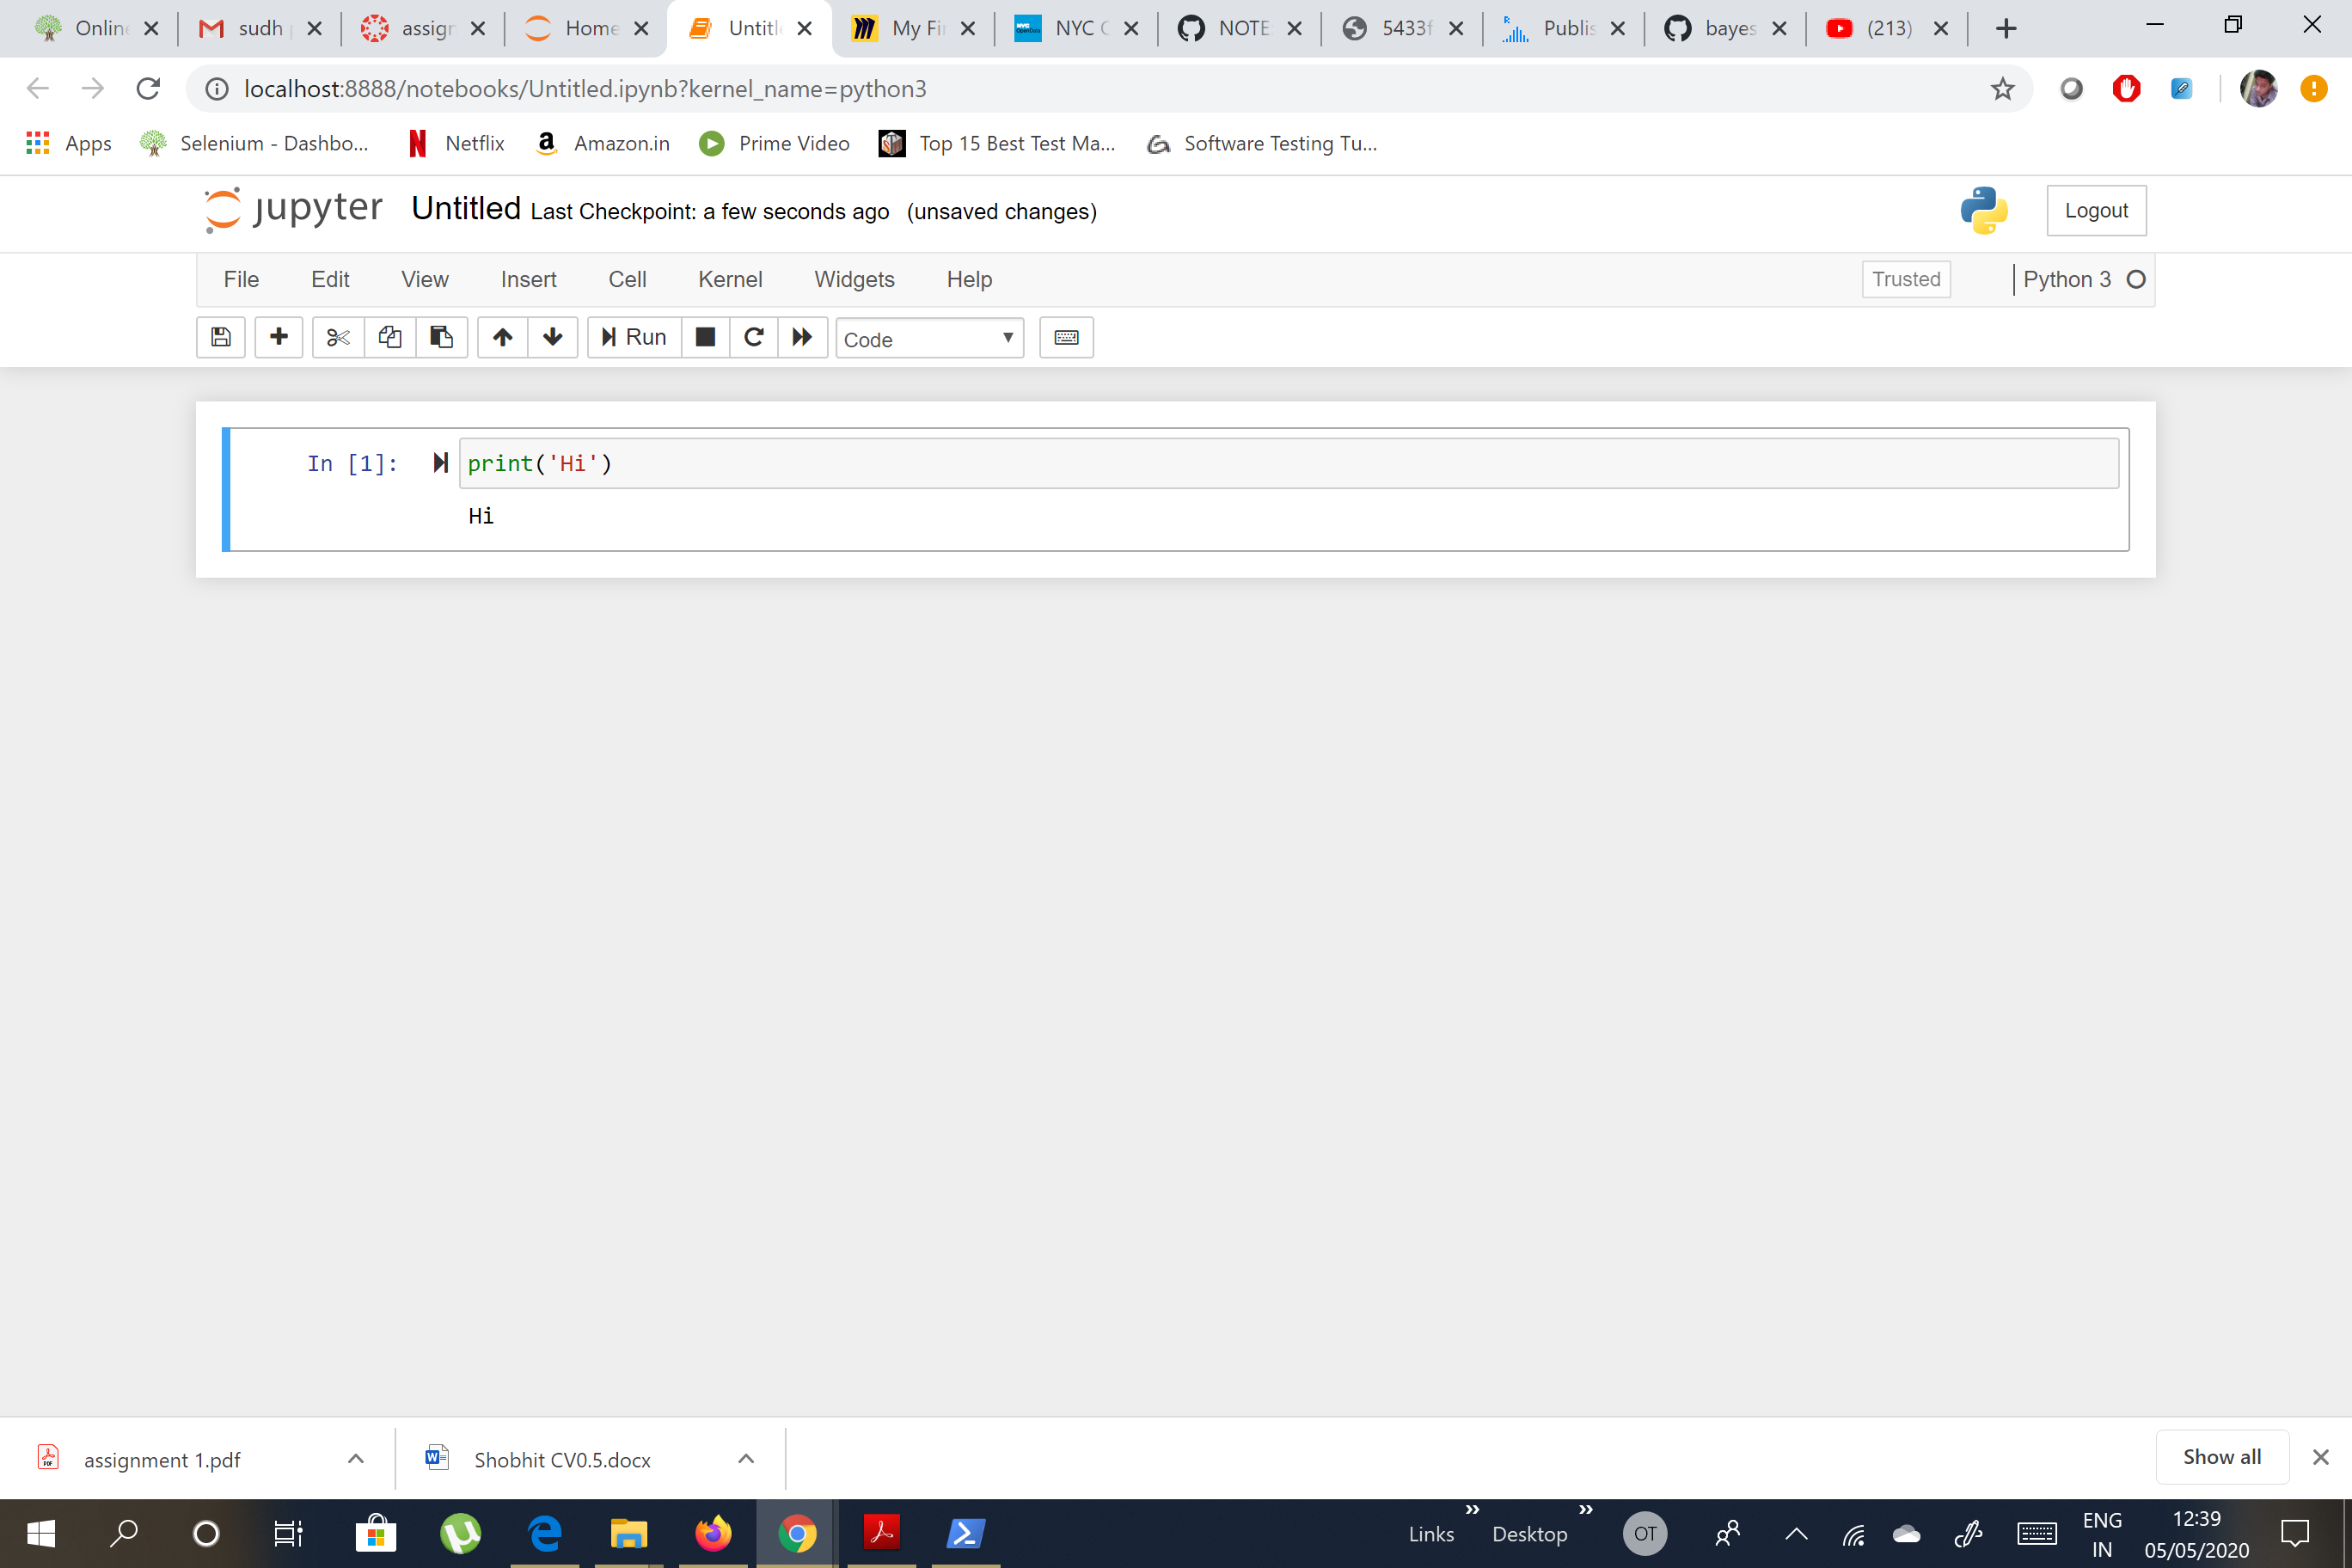 Online
sudh
assign
Home
Untitl
My Fir
NYC
NOTE
5433f
Publis
bayes
(213)
localhost:8888/notebooks/Untitled.ipynb?kernel_name=python3
Apps
Selenium - Dashbo...
Netflix
Amazon.in
Prime Video
Top 15 Best Test Ma...
Software Testing Tu...
jupyter Untitled Last Checkpoint: a few seconds ago (unsaved changes)
Logout
File Edit View Insert Cell Kernel Widgets Help
Trusted
Python 3
Run
Code
In [1]: print('Hi')
Hi
assignment 1.pdf
Shobhit CV0.5.docx
Show all
Links
Desktop
OT
ENG
IN
12:39
05/05/2020